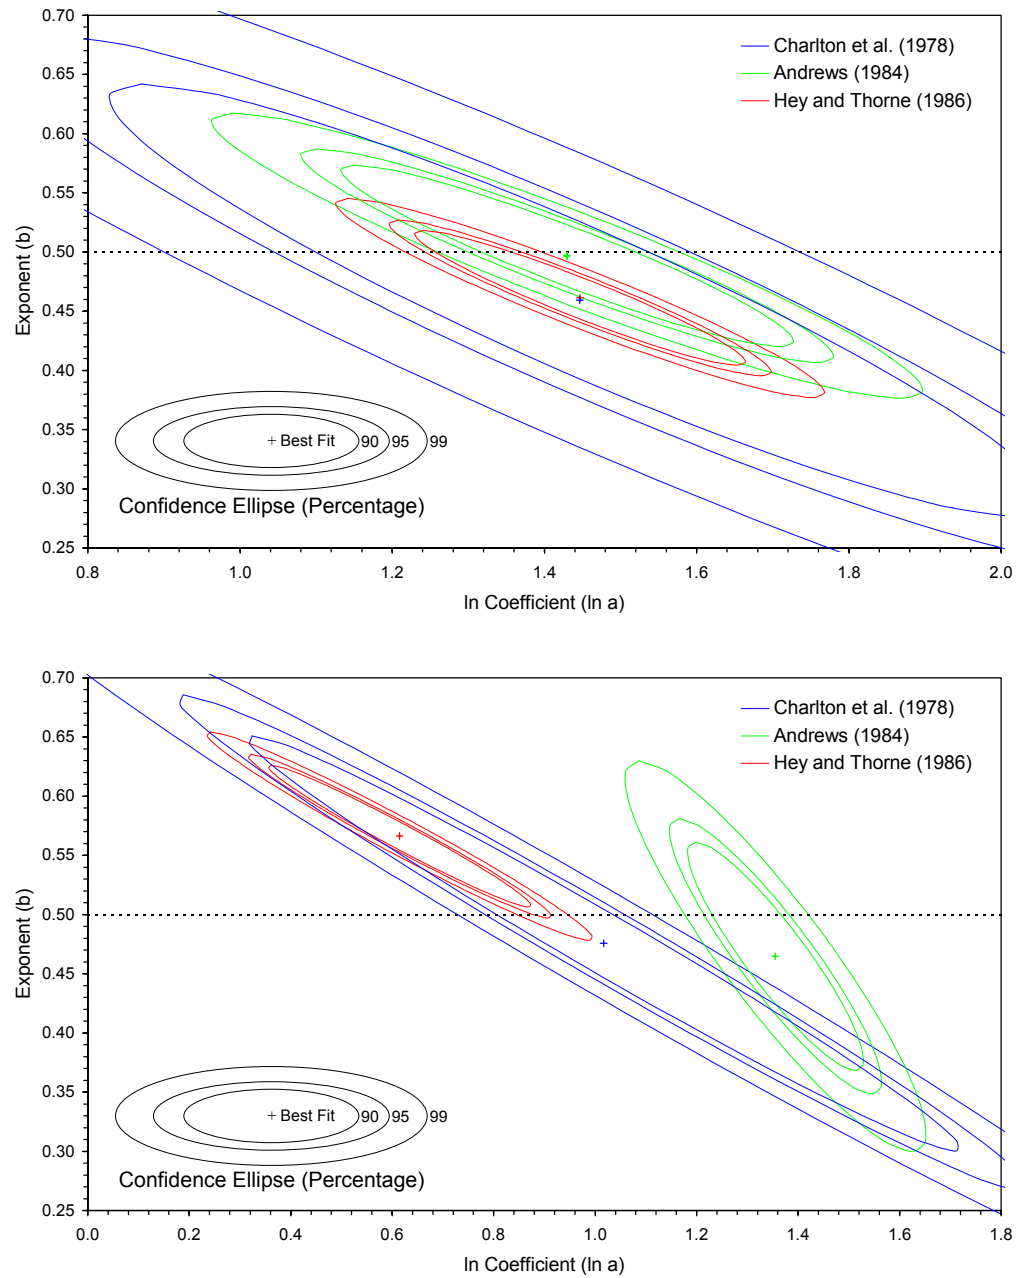 0.70
0.65
0.60
0.55
0.50
0.45
0.40
0.35
0.30
0.25
Exponent (b)
Charlton et al. (1978)
Andrews (1984)
Hey and Thorne (1986)
Best Fit 90 95 99
Confidence Ellipse (Percentage)
0.8 1.0 1.2 1.4 1.6 1.8 2.0
ln Coefficient (ln a)
0.70
0.65
0.60
0.55
0.50
0.45
0.40
0.35
0.30
0.25
Exponent (b)
Charlton et al. (1978)
Andrews (1984)
Hey and Thorne (1986)
Best Fit 90 95 99
Confidence Ellipse (Percentage)
0.0 0.2 0.4 0.6 0.8 1.0 1.2 1.4 1.6 1.8
ln Coefficient (ln a)